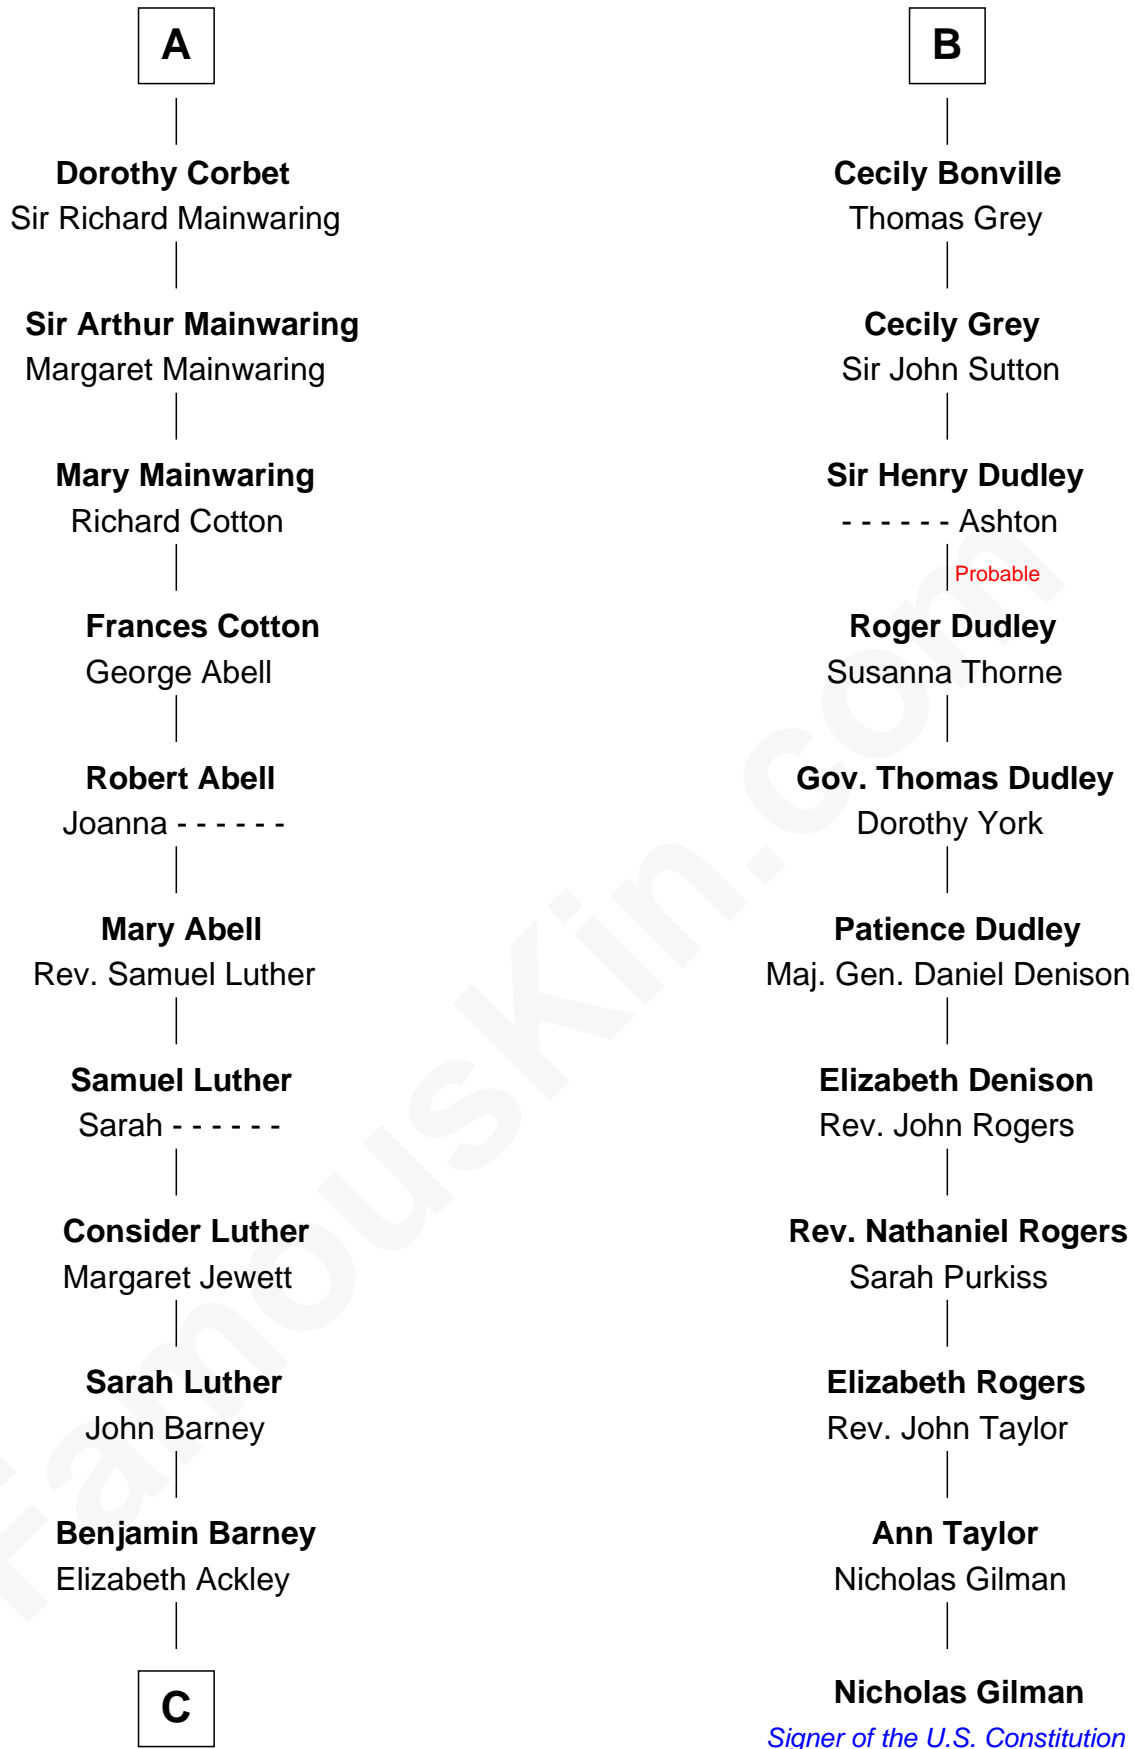 A
Dorothy Corbet
Sir Richard Mainwaring
Sir Arthur Mainwaring
Margaret Mainwaring
Mary Mainwaring
Richard Cotton
Frances Cotton
George Abell
Robert Abell
Joanna - - - - - -
Mary Abell
Rev. Samuel Luther
Samuel Luther
Sarah - - - - - -
Consider Luther
Margaret Jewett
Sarah Luther
John Barney
Benjamin Barney
Elizabeth Ackley
C
B
Cecily Bonville
Thomas Grey
Cecily Grey
Sir John Sutton
Sir Henry Dudley
- - - - - - Ashton
Probable
Roger Dudley
Susanna Thorne
Gov. Thomas Dudley
Dorothy York
Patience Dudley
Maj. Gen. Daniel Denison
Elizabeth Denison
Rev. John Rogers
Rev. Nathaniel Rogers
Sarah Purkiss
Elizabeth Rogers
Rev. John Taylor
Ann Taylor
Nicholas Gilman
Nicholas Gilman
Signer of the U.S. Constitution
FamousKin.com